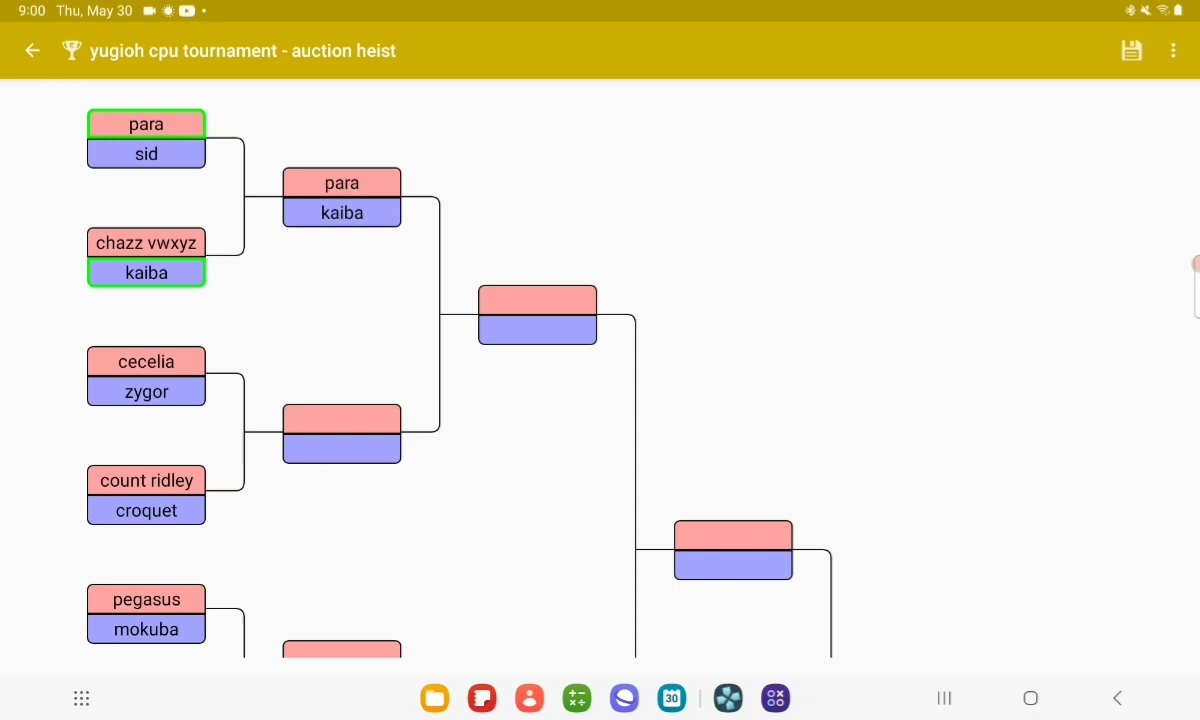 9:00 Thu, May 30
yugioh cpu tournament - auction heist
para
sid
para
kaiba
chazz vwxyz
kaiba
cecelia
zygor
count ridley
croquet
pegasus
mokuba
30